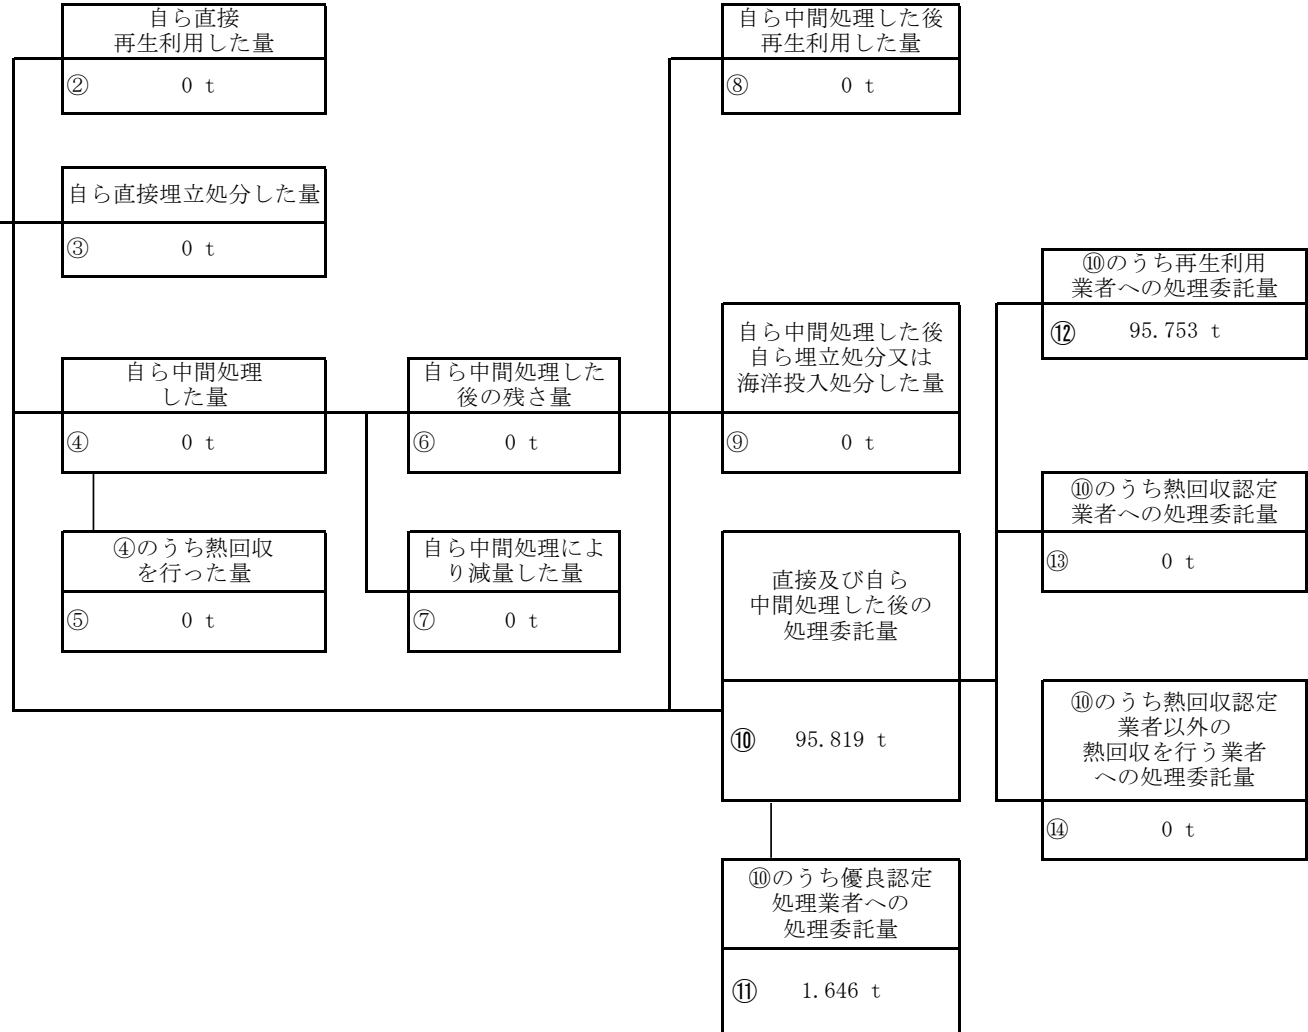 自ら直接
再生利用した量
② 0 t
自ら中間処理した後
再生利用した量
⑧ 0 t
自ら直接埋立処分した量
③ 0 t
⑩のうち再生利用
業者への処理委託量
⑫ 95.753 t
自ら中間処理
した量
④ 0 t
自ら中間処理した
後の残さ量
⑥ 0 t
自ら中間処理した後
自ら埋立処分又は
海洋投入処分した量
⑨ 0 t
⑩のうち熱回収認定
業者への処理委託量
⑬ 0 t
④のうち熱回収
を行った量
⑤ 0 t
自ら中間処理によ
り減量した量
⑦ 0 t
直接及び自ら
中間処理した後の
処理委託量
⑩ 95.819 t
⑩のうち熱回収認定
業者以外の
熱回収を行う業者
への処理委託量
⑭ 0 t
⑩のうち優良認定
処理業者への
処理委託量
⑪ 1.646 t